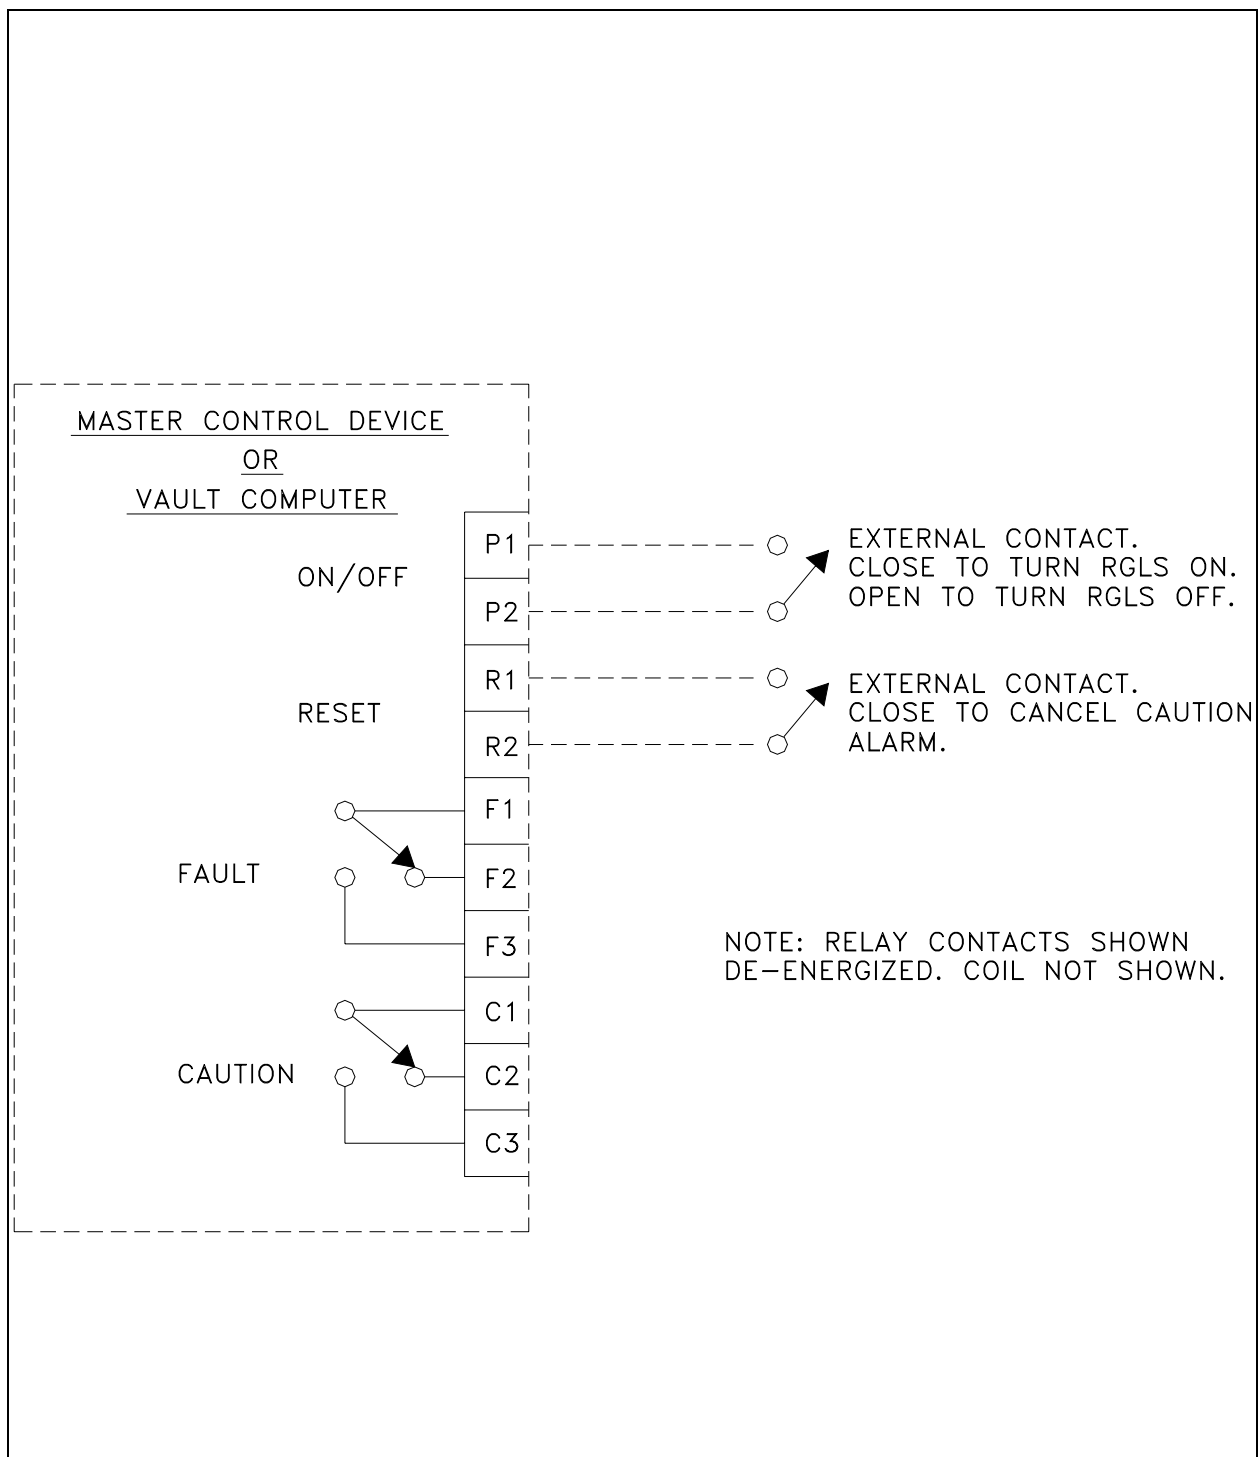 MASTER CONTROL DEVICE
OR
VAULT COMPUTER
ON/OFF
RESET
FAULT
CAUTION
P1
P2
R1
R2
F1
F2
F3
C1
C2
C3
EXTERNAL CONTACT.
CLOSE TO TURN RGLS ON.
OPEN TO TURN RGLS OFF.
EXTERNAL CONTACT.
CLOSE TO CANCEL CAUTION
ALARM.
NOTE: RELAY CONTACTS SHOWN
DE-ENERGIZED. COIL NOT SHOWN.